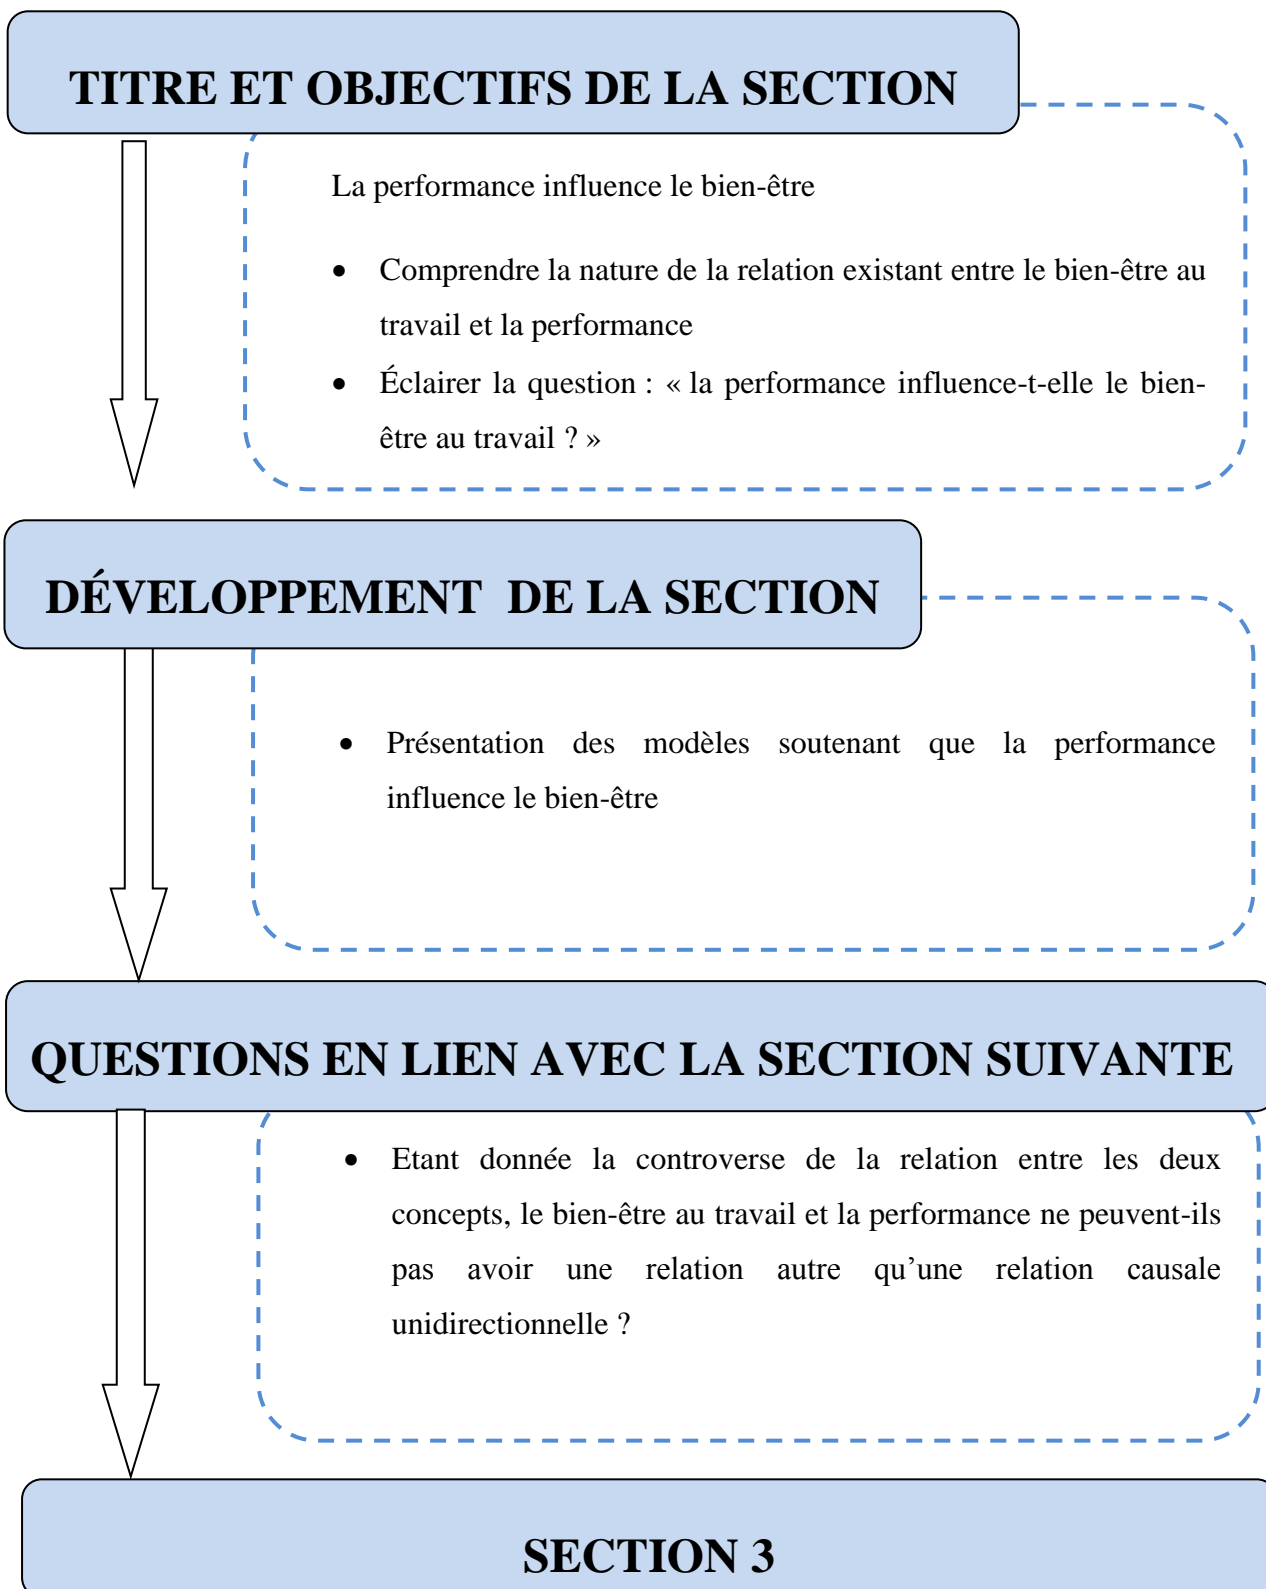 TITRE ET OBJECTIFS DE LA SECTION
La performance influence le bien-être
• Comprendre la nature de la relation existant entre le bien-être au
travail et la performance
• Éclairer la question : « la performance influence-t-elle le bien-
être au travail ? »
DÉVELOPPEMENT DE LA SECTION
• Présentation des modèles soutenant que la performance
influence le bien-être
QUESTIONS EN LIEN AVEC LA SECTION SUIVANTE
• Etant donnée la controverse de la relation entre les deux
concepts, le bien-être au travail et la performance ne peuvent-ils
pas avoir une relation autre qu’une relation causale
unidirectionnelle ?
SECTION 3